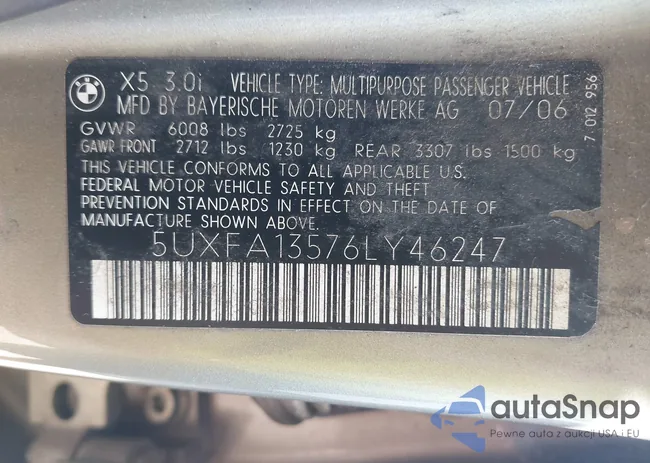 X5 3.0i VEHICLE TYPE: MULTIPURPOSE PASSENGER VEHICLE
MFD BY BAYERISCHE MOTOREN WERKE AG 07/06
GVWR 6008 lbs 2725 kg
GAWR FRONT 2712 lbs 1230 kg REAR 3307 lbs 1500 kg
THIS VEHICLE CONFORMS TO ALL APPLICABLE U.S.
FEDERAL MOTOR VEHICLE SAFETY AND THEFT
PREVENTION STANDARDS IN EFFECT ON THE DATE OF
MANUFACTURE SHOWN ABOVE.
5UXFA13576LY46247
7 012 956
autoSnap
Pewne auta z aukcji USA i EU